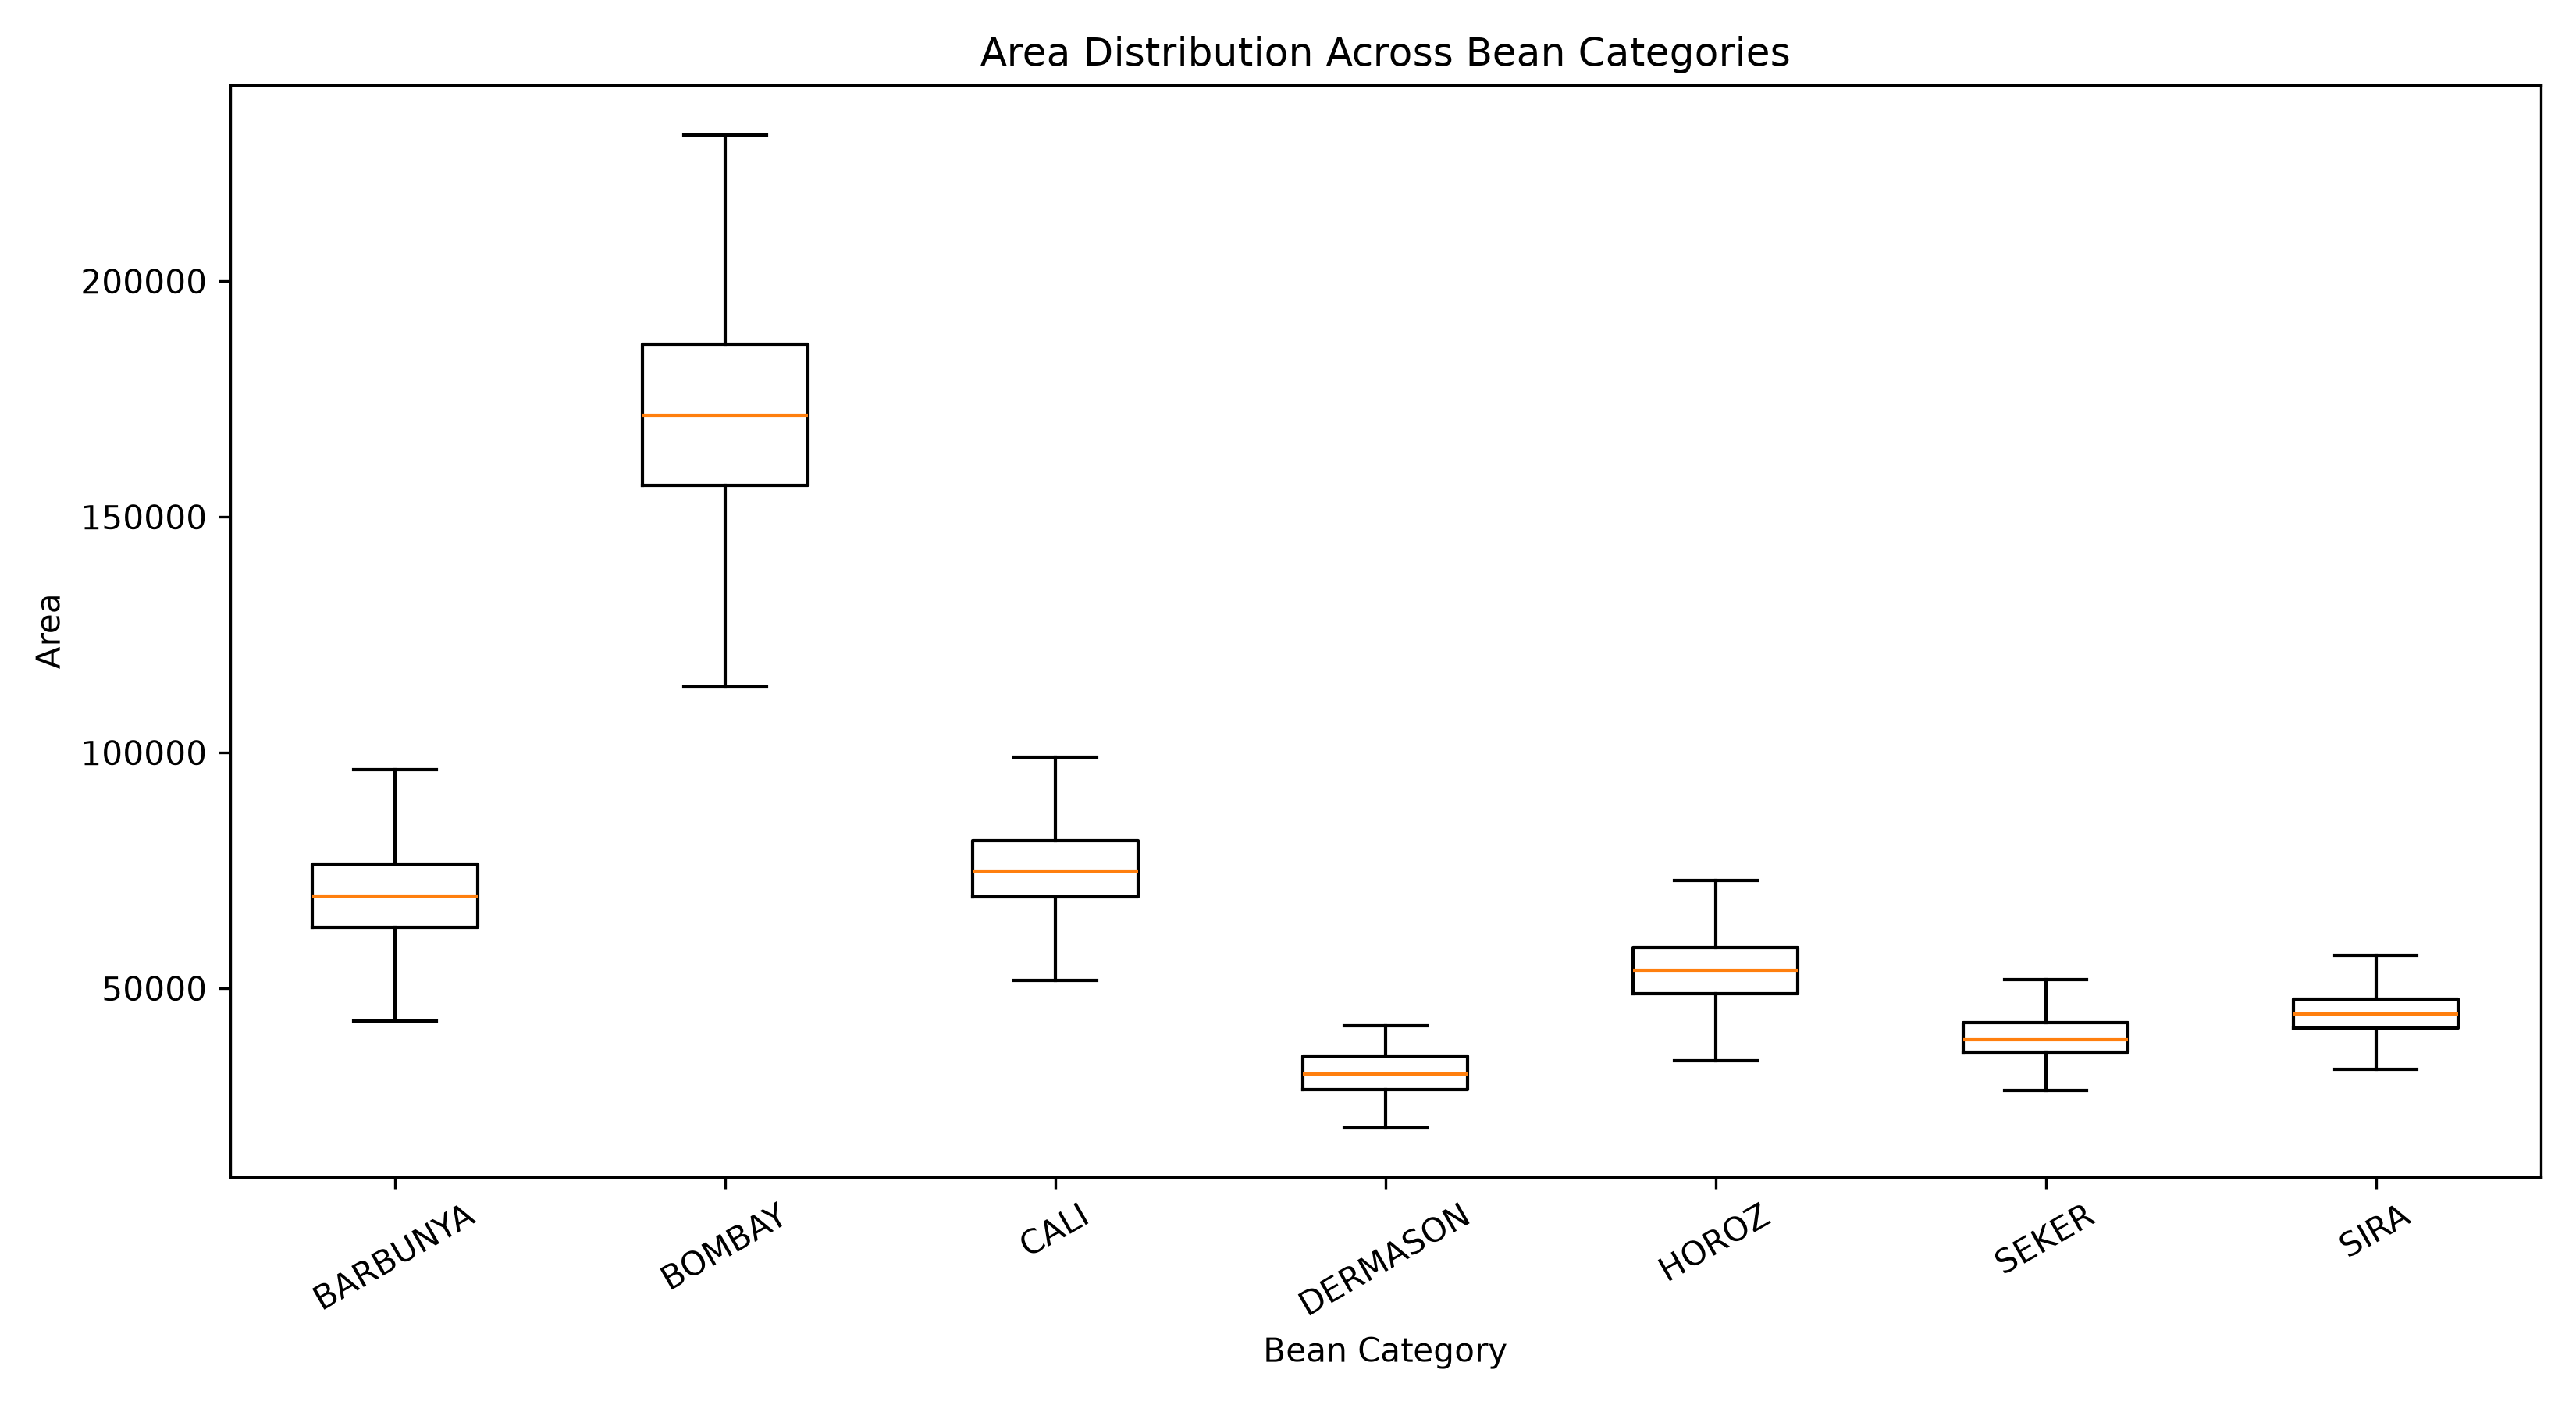 Area Distribution Across Bean Categories
200000
150000
100000
50000
Area
BARBUNYA
BOMBAY
CALI
DERMASON
HOROZ
SEKER
SIRA
Bean Category